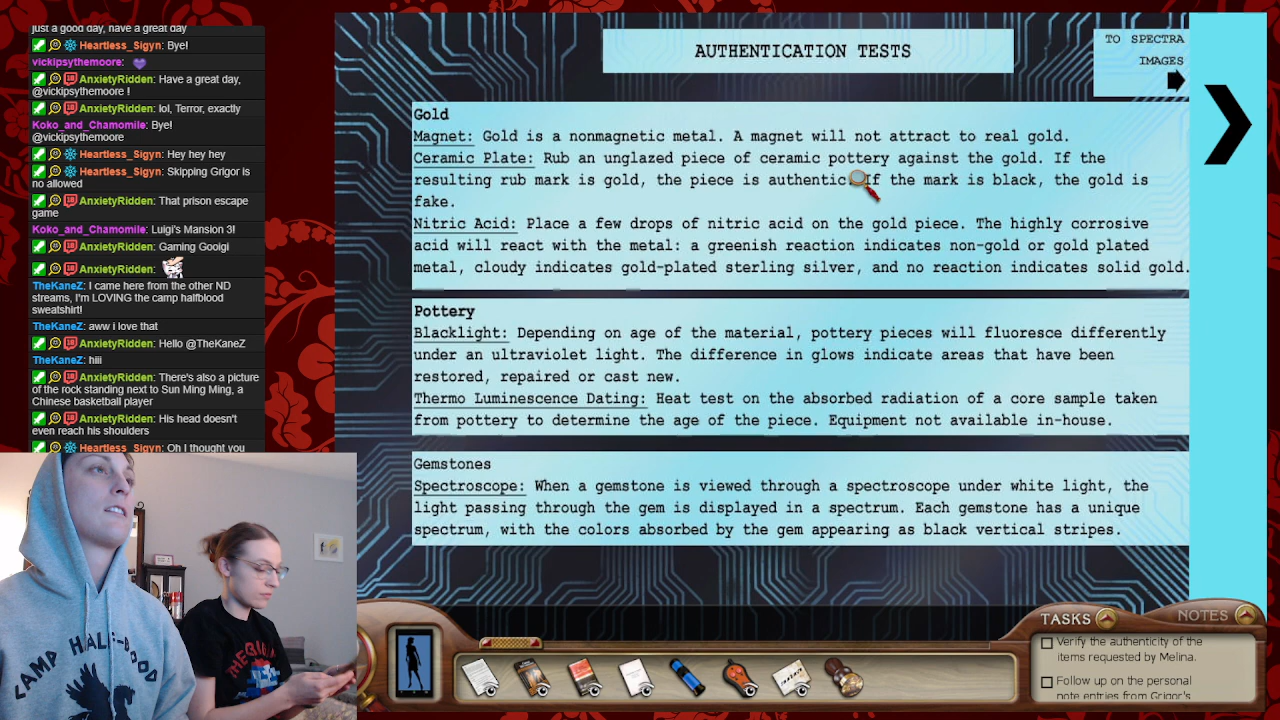 just a good day, have a great day
Heartless_Sigyn: Bye!
vickipsythemoore:
AnxietyRidden: Have a great day,
@vickipsythemoore !
AnxietyRidden: lol, Terror, exactly
Koko_and_Chamomile: Bye!
@vickipsythemoore
Heartless_Sigyn: Hey hey hey
Heartless_Sigyn: Skipping Grigor is
no allowed
AnxietyRidden: That prison escape
game
Koko_and_Chamomile: Luigi's Mansion 3!
AnxietyRidden: Gaming Gooigi
AnxietyRidden:
TheKaneZ: I came here from the other ND
streams, I'm LOVING the camp halfblood
sweatshirt!
TheKaneZ: aww i love that
AnxietyRidden: Hello @TheKaneZ
TheKaneZ: hiii
AnxietyRidden: There's also a picture
of the rock standing next to Sun Ming Ming, a
Chinese basketball player
AnxietyRidden: His head doesn't
even reach his shoulders
Heartless_Sigyn: Oh I thought you
AUTHENTICATION TESTS
TO SPECTRA
IMAGES
Gold
Magnet: Gold is a nonmagnetic metal. A magnet will not attract to real gold.
Ceramic Plate: Rub an unglazed piece of ceramic pottery against the gold. If the
resulting rub mark is gold, the piece is authentic. If the mark is black, the gold is
fake.
Nitric Acid: Place a few drops of nitric acid on the gold piece. The highly corrosive
acid will react with the metal: a greenish reaction indicates non-gold or gold plated
metal, cloudy indicates gold-plated sterling silver, and no reaction indicates solid gold.
Pottery
Blacklight: Depending on age of the material, pottery pieces will fluoresce differently
under an ultraviolet light. The difference in glows indicate areas that have been
restored, repaired or cast new.
Thermo Luminescence Dating: Heat test on the absorbed radiation of a core sample taken
from pottery to determine the age of the piece. Equipment not available in-house.
Gemstones
Spectroscope: When a gemstone is viewed through a spectroscope under white light, the
light passing through the gem is displayed in a spectrum. Each gemstone has a unique
spectrum, with the colors absorbed by the gem appearing as black vertical stripes.
TASKS
NOTES
Verify the authenticity of the
items requested by Melina.
Follow up on the personal
note entries from Grigor's
CAMP HALF-BLOOD